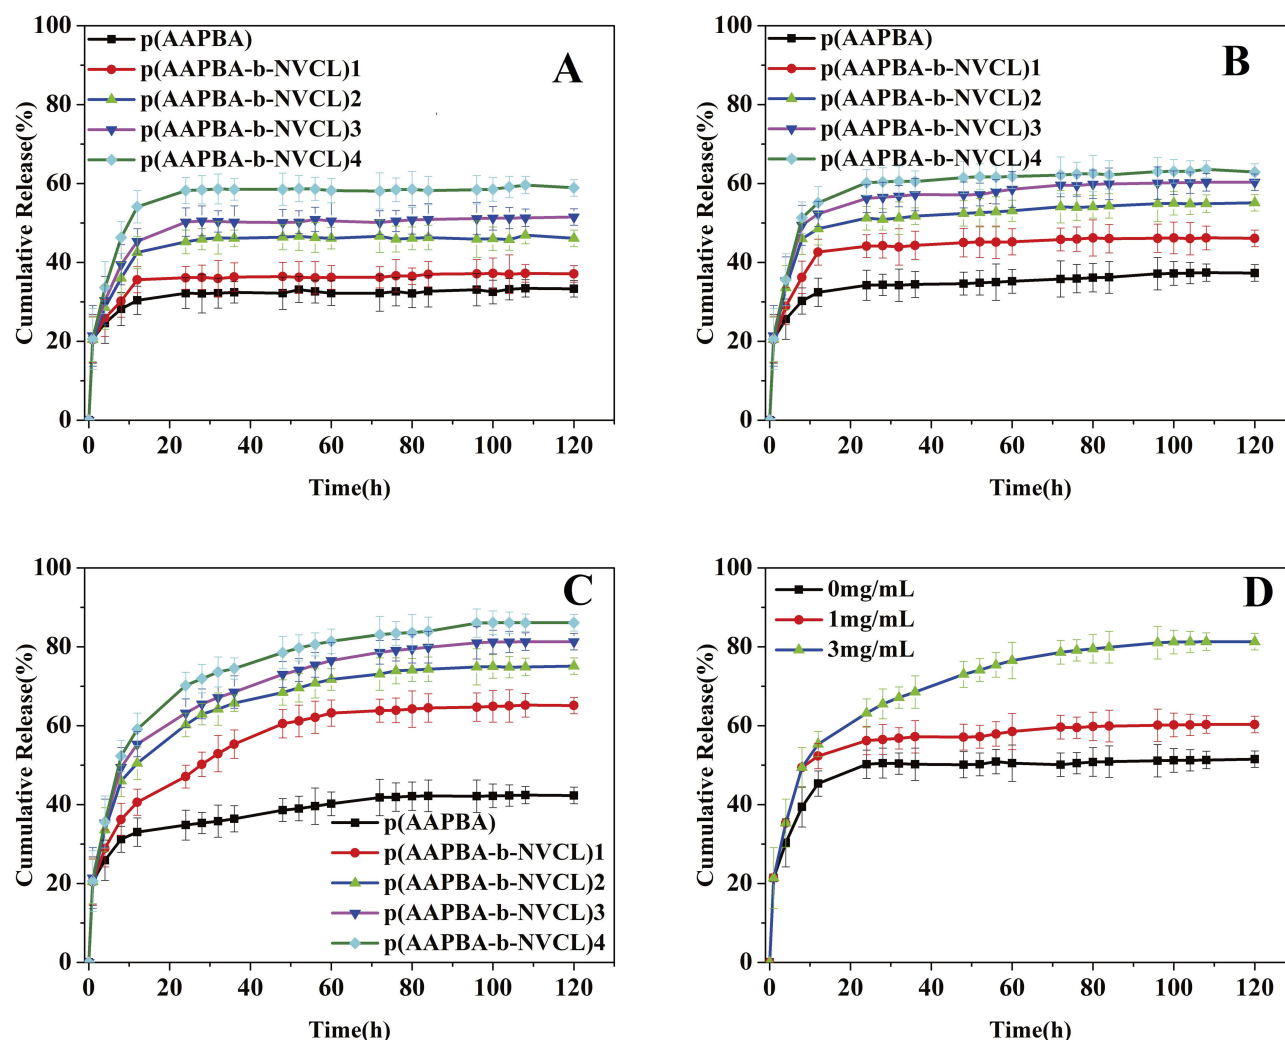 100
80
60
40
20
0
Cumulative Release(%)
p(AAPBA)
p(AAPBA-b-NVCL)1
p(AAPBA-b-NVCL)2
p(AAPBA-b-NVCL)3
p(AAPBA-b-NVCL)4
A
0 20 40 60 80 100 120
Time(h)
100
80
60
40
20
0
Cumulative Release(%)
p(AAPBA)
p(AAPBA-b-NVCL)1
p(AAPBA-b-NVCL)2
p(AAPBA-b-NVCL)3
p(AAPBA-b-NVCL)4
B
0 20 40 60 80 100 120
Time(h)
100
80
60
40
20
0
Cumulative Release(%)
C
p(AAPBA)
p(AAPBA-b-NVCL)1
p(AAPBA-b-NVCL)2
p(AAPBA-b-NVCL)3
p(AAPBA-b-NVCL)4
0 20 40 60 80 100 120
Time(h)
100
80
60
40
20
0
Cumulative Release(%)
0mg/mL
1mg/mL
3mg/mL
D
0 20 40 60 80 100 120
Time(h)